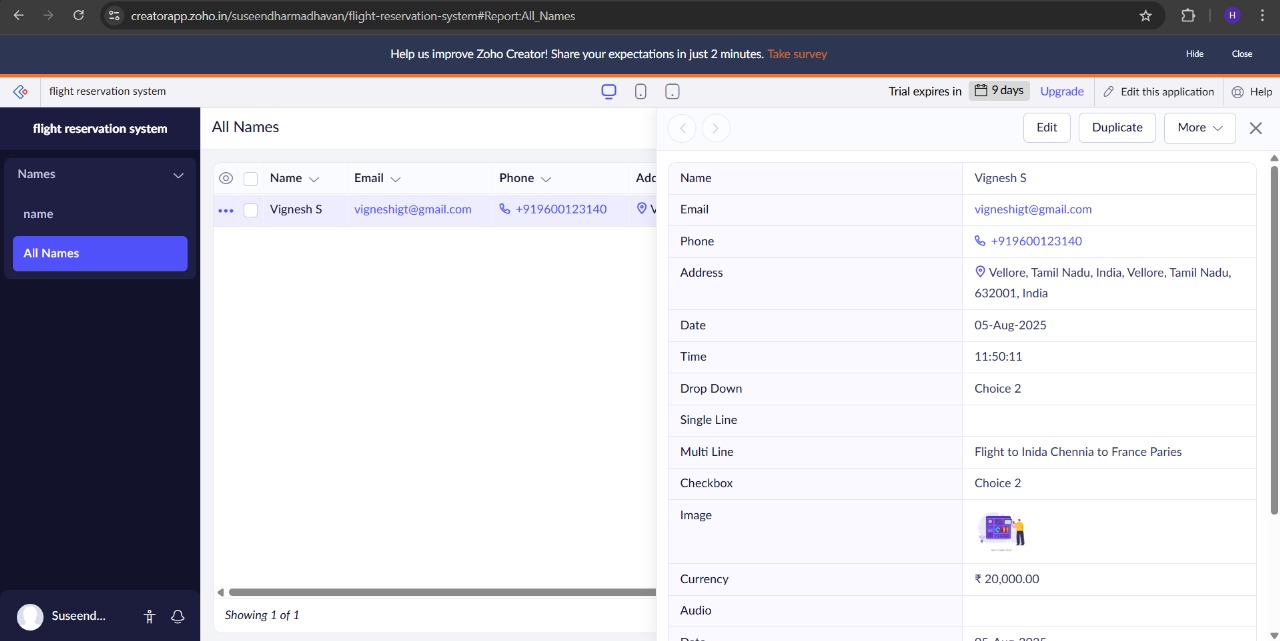 creatorapp.zoho.in/suseendharmadhavan/flight-reservation-system#Report:All_Names
H
Help us improve Zoho Creator! Share your expectations in just 2 minutes. Take survey
Hide
Close
flight reservation system
Trial expires in
9 days
Upgrade
Edit this application
Help
flight reservation system
Names
name
All Names
Suseend...
All Names
Name
Email
Phone
Vignesh S
vigneshigt@gmail.com
+919600123140
Showing 1 of 1
Edit
Duplicate
More
Name
Vignesh S
Email
vigneshigt@gmail.com
Phone
+919600123140
Address
Vellore, Tamil Nadu, India, Vellore, Tamil Nadu,
632001, India
Date
05-Aug-2025
Time
11:50:11
Drop Down
Choice 2
Single Line
Multi Line
Flight to Inida Chennia to France Paries
Checkbox
Choice 2
Image
Currency
₹ 20,000.00
Audio
Date
05-Aug-2025